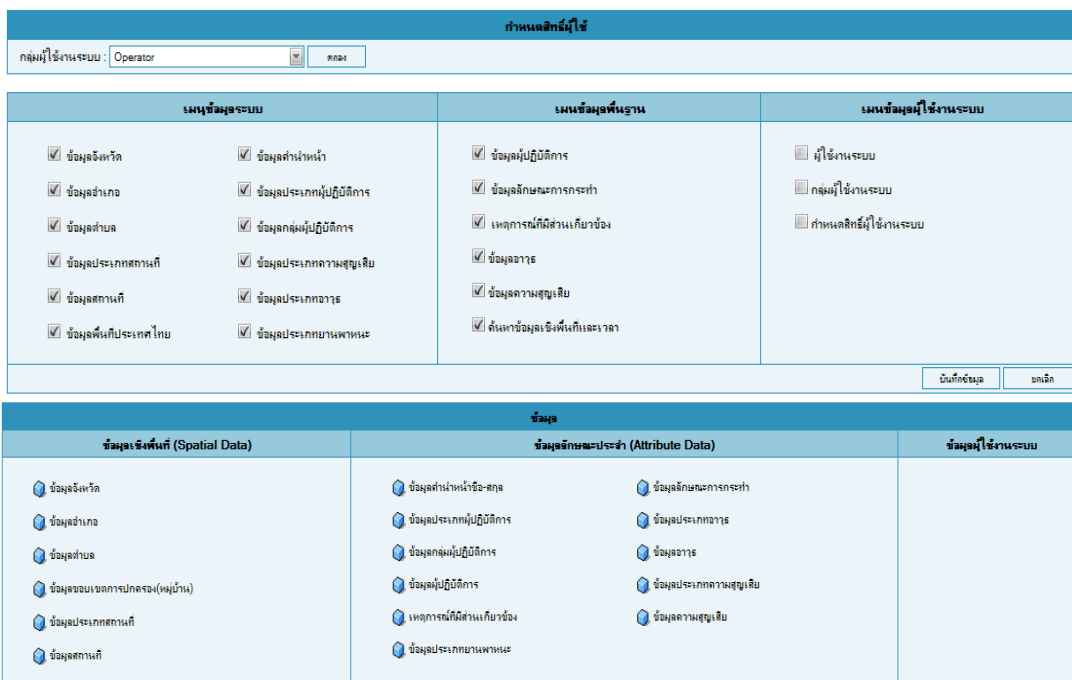 กำหนดสิทธิ์ผู้ใช้
กลุ่มผู้ใช้งานระบบ : Operator ตกลง
เมนูข้อมูลระบบ เมนูข้อมูลพื้นฐาน เมนูข้อมูลผู้ใช้งานระบบ
ข้อมูลจังหวัด ข้อมูลคำนำหน้า ข้อมูลผู้ปฏิบัติการ ผู้ใช้งานระบบ
ข้อมูลอำเภอ ข้อมูลประเภทผู้ปฏิบัติการ ข้อมูลลักษณะการกระทำ กลุ่มผู้ใช้งานระบบ
ข้อมูลตำบล ข้อมูลกลุ่มผู้ปฏิบัติการ เหตุการณ์ที่มีส่วนเกี่ยวข้อง กำหนดสิทธิ์ผู้ใช้งานระบบ
ข้อมูลประเภทสถานที่ ข้อมูลประเภทความสูญเสีย ข้อมูลอาวุธ
ข้อมูลสถานที่ ข้อมูลประเภทอาวุธ ข้อมูลความสูญเสีย
ข้อมูลพื้นที่ประเทศไทย ข้อมูลประเภทยานพาหนะ ค้นหาข้อมูลเชิงพื้นที่และเวลา
บันทึกข้อมูล ยกเลิก
ข้อมูล
ข้อมูลเชิงพื้นที่ (Spatial Data) ข้อมูลลักษณะประจำ (Attribute Data) ข้อมูลผู้ใช้งานระบบ
ข้อมูลจังหวัด ข้อมูลคำนำหน้าชื่อ-สกุล ข้อมูลลักษณะการกระทำ
ข้อมูลอำเภอ ข้อมูลประเภทผู้ปฏิบัติการ ข้อมูลประเภทอาวุธ
ข้อมูลตำบล ข้อมูลกลุ่มผู้ปฏิบัติการ ข้อมูลอาวุธ
ข้อมูลขอบเขตการปกครอง(หมู่บ้าน) ข้อมูลผู้ปฏิบัติการ ข้อมูลประเภทความสูญเสีย
ข้อมูลประเภทสถานที่ เหตุการณ์ที่มีส่วนเกี่ยวข้อง ข้อมูลความสูญเสีย
ข้อมูลสถานที่ ข้อมูลประเภทยานพาหนะ